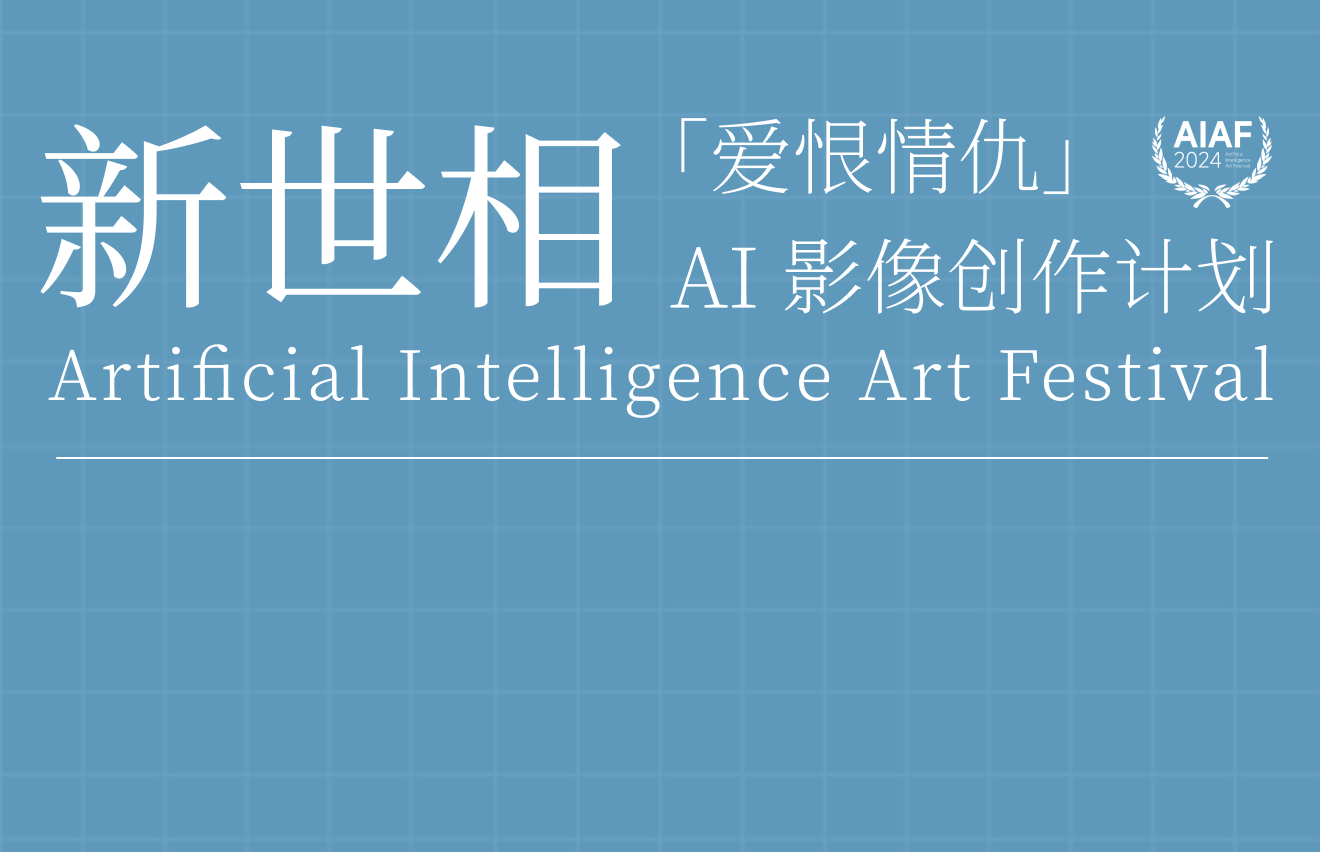 新世相
「爱恨情仇」
AIAF
2024
Artificial
Intelligence
Art Festival
AI 影像创作计划
Artificial Intelligence Art Festival